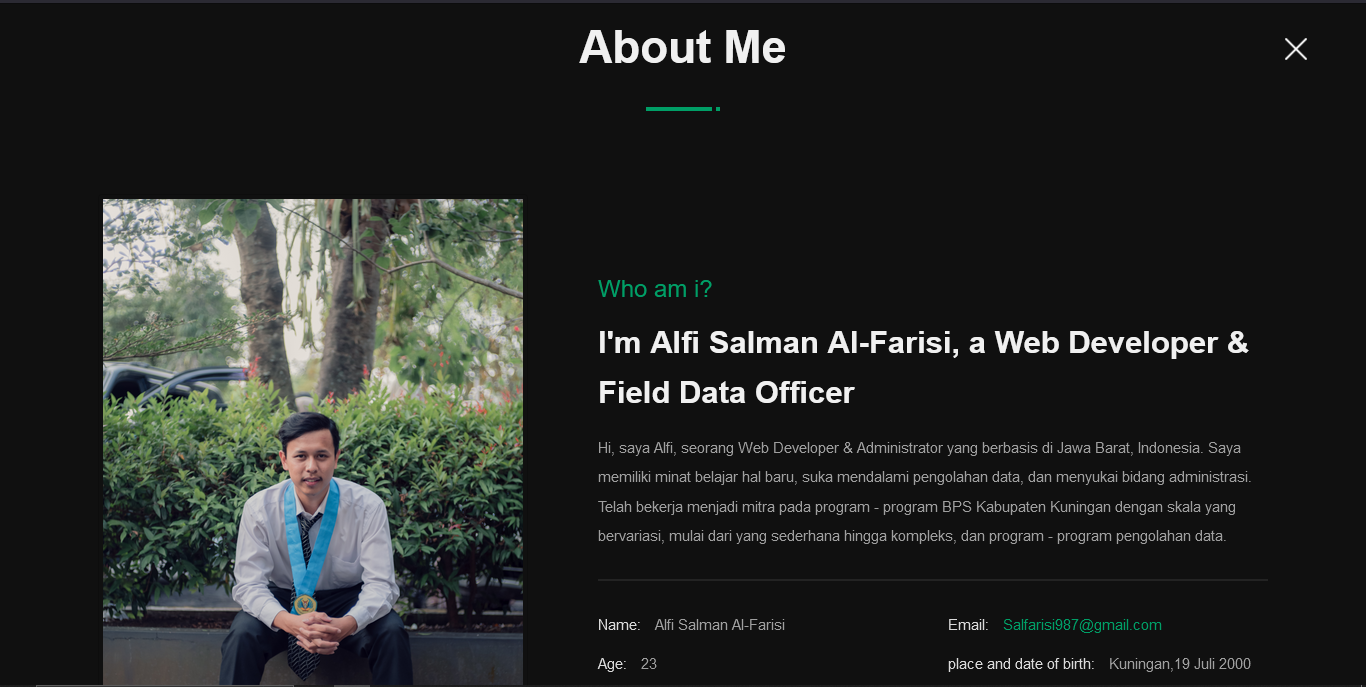 About Me
Who am i?
I'm Alfi Salman Al-Farisi, a Web Developer &
Field Data Officer
Hi, saya Alfi, seorang Web Developer & Administrator yang berbasis di Jawa Barat, Indonesia. Saya
memiliki minat belajar hal baru, suka mendalami pengolahan data, dan menyukai bidang administrasi.
Telah bekerja menjadi mitra pada program - program BPS Kabupaten Kuningan dengan skala yang
bervariasi, mulai dari yang sederhana hingga kompleks, dan program - program pengolahan data.
Name: Alfi Salman Al-Farisi
Email: Salfarisi987@gmail.com
Age: 23
place and date of birth: Kuningan,19 Juli 2000